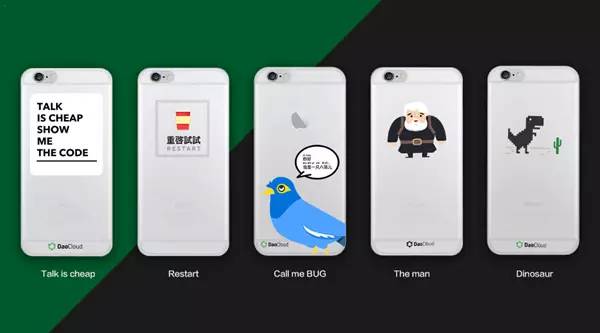 TALK
IS CHEAP
SHOW
ME
THE CODE
DaoCloud
Talk is cheap
重啓試試
RESTART
Restart
DaoCloud
Call me BUG
DaoCloud
The man
DaoCloud
Dinosaur